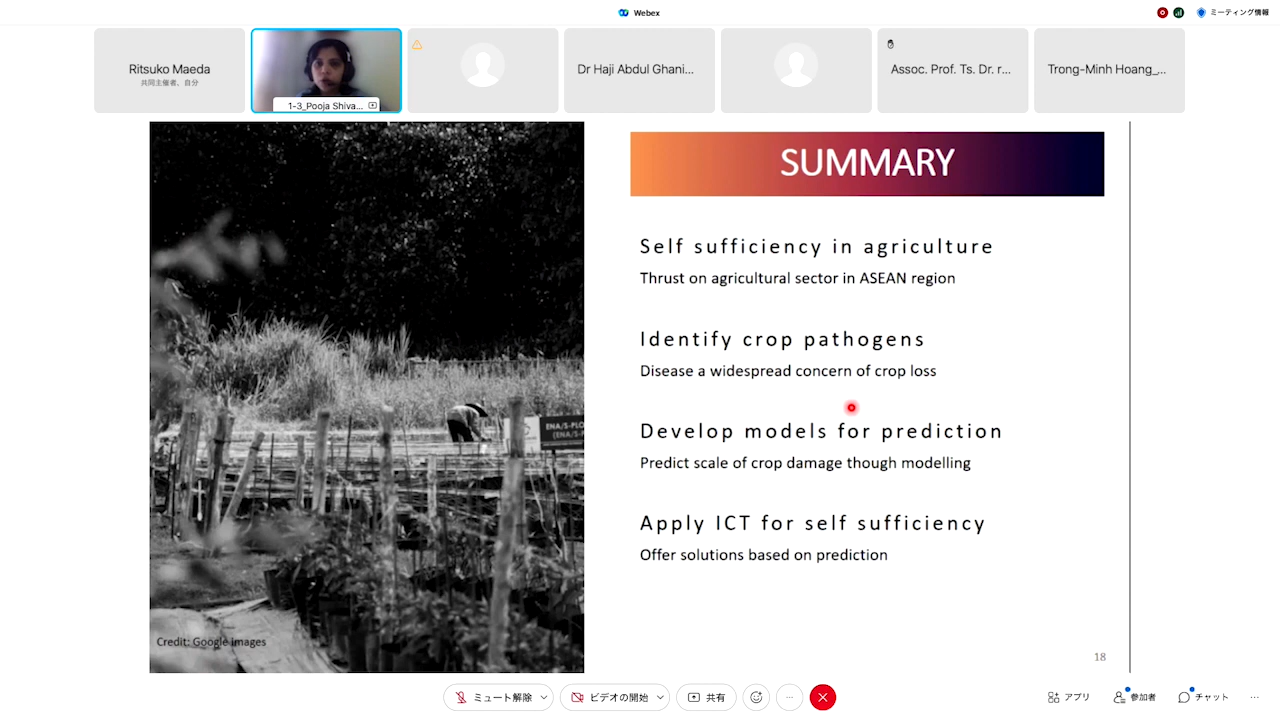 Webex
ミーティング情報
Ritsuko Maeda
共同主催者、自分
1-3_Pooja Shiva...
Dr Haji Abdul Ghani...
Assoc. Prof. Ts. Dr. r...
Trong-Minh Hoang_...
SUMMARY
Self sufficiency in agriculture
Thrust on agricultural sector in ASEAN region
Identify crop pathogens
Disease a widespread concern of crop loss
Develop models for prediction
Predict scale of crop damage though modelling
Apply ICT for self sufficiency
Offer solutions based on prediction
ENA/S-PLO
(ENA/S-P
Credit: Google Images
18
ミュート解除
ビデオの開始
共有
アプリ
参加者
チャット